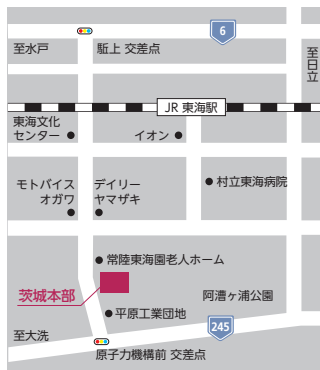 6
至水戸
駈上 交差点
至日立
JR 東海駅
東海文化
センター
イオン
モトバイス
オガワ
デイリー
ヤマザキ
村立東海病院
常陸東海園老人ホーム
茨城本部
阿漕ヶ浦公園
平原工業団地
245
至大洗
原子力機構前 交差点